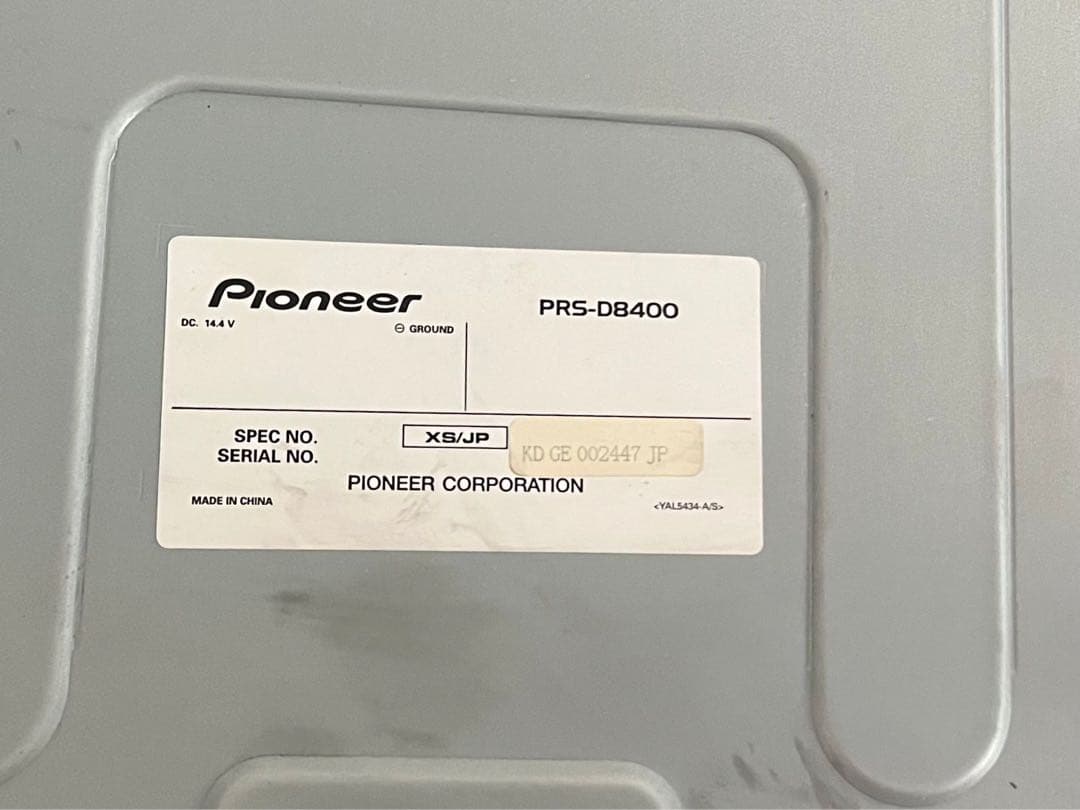 Pioneer
PRS-D8400
DC. 14.4 V
⊖ GROUND
SPEC NO.
XS/JP
SERIAL NO.
KD GE 002447 JP
PIONEER CORPORATION
MADE IN CHINA
<YAL5434-A/S>